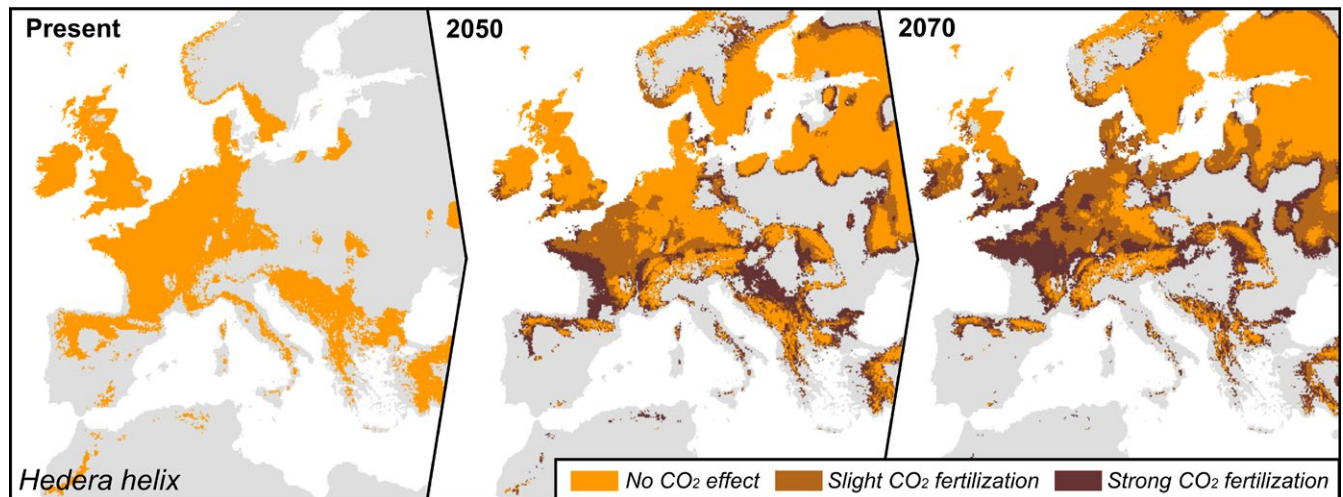 Present
2050
2070
Hedera helix
No CO₂ effect
Slight CO₂ fertilization
Strong CO₂ fertilization